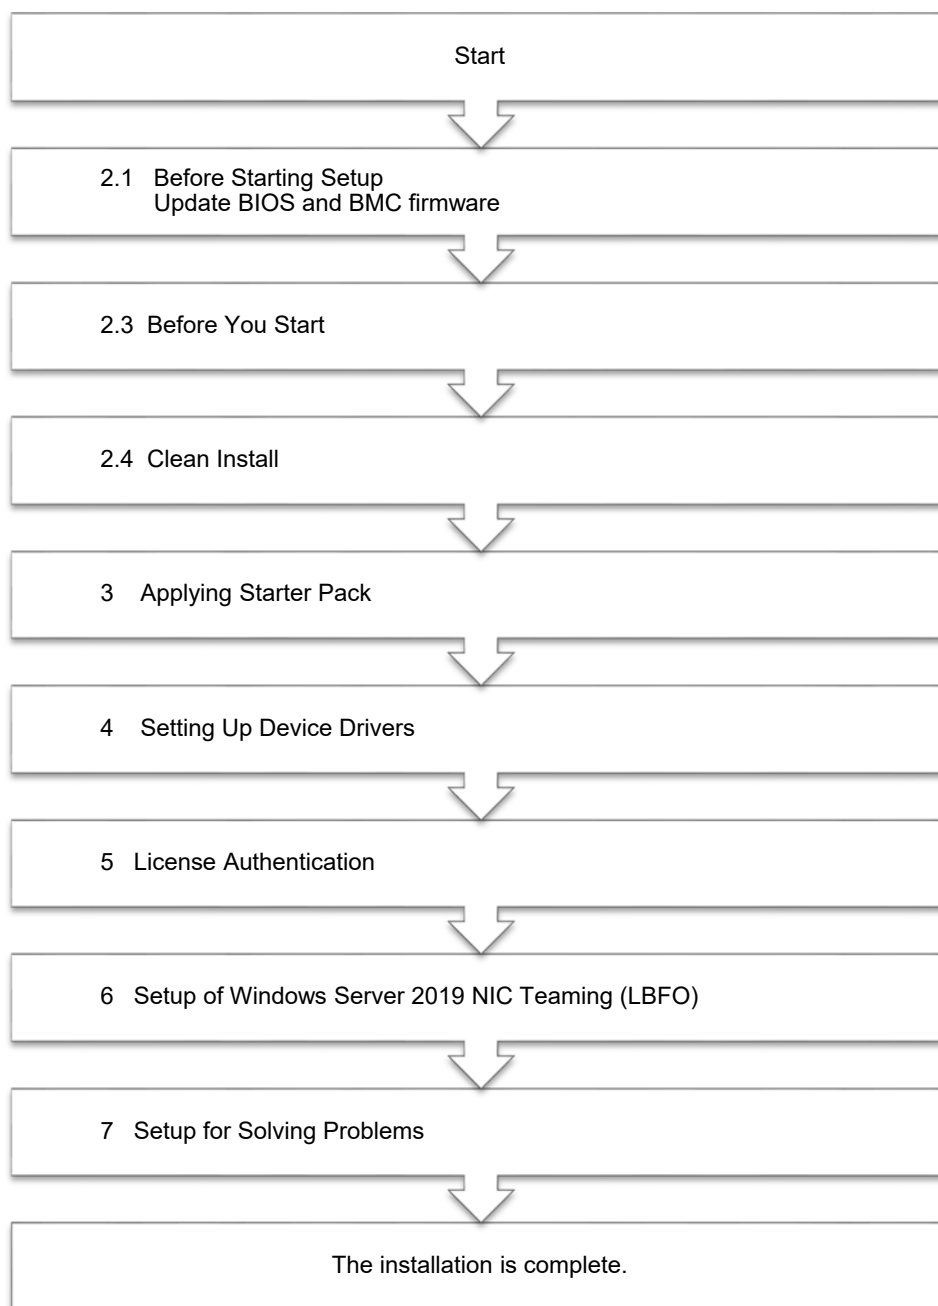 Start
2.1 Before Starting Setup
Update BIOS and BMC firmware
2.3 Before You Start
2.4 Clean Install
3 Applying Starter Pack
4 Setting Up Device Drivers
5 License Authentication
6 Setup of Windows Server 2019 NIC Teaming (LBFO)
7 Setup for Solving Problems
The installation is complete.